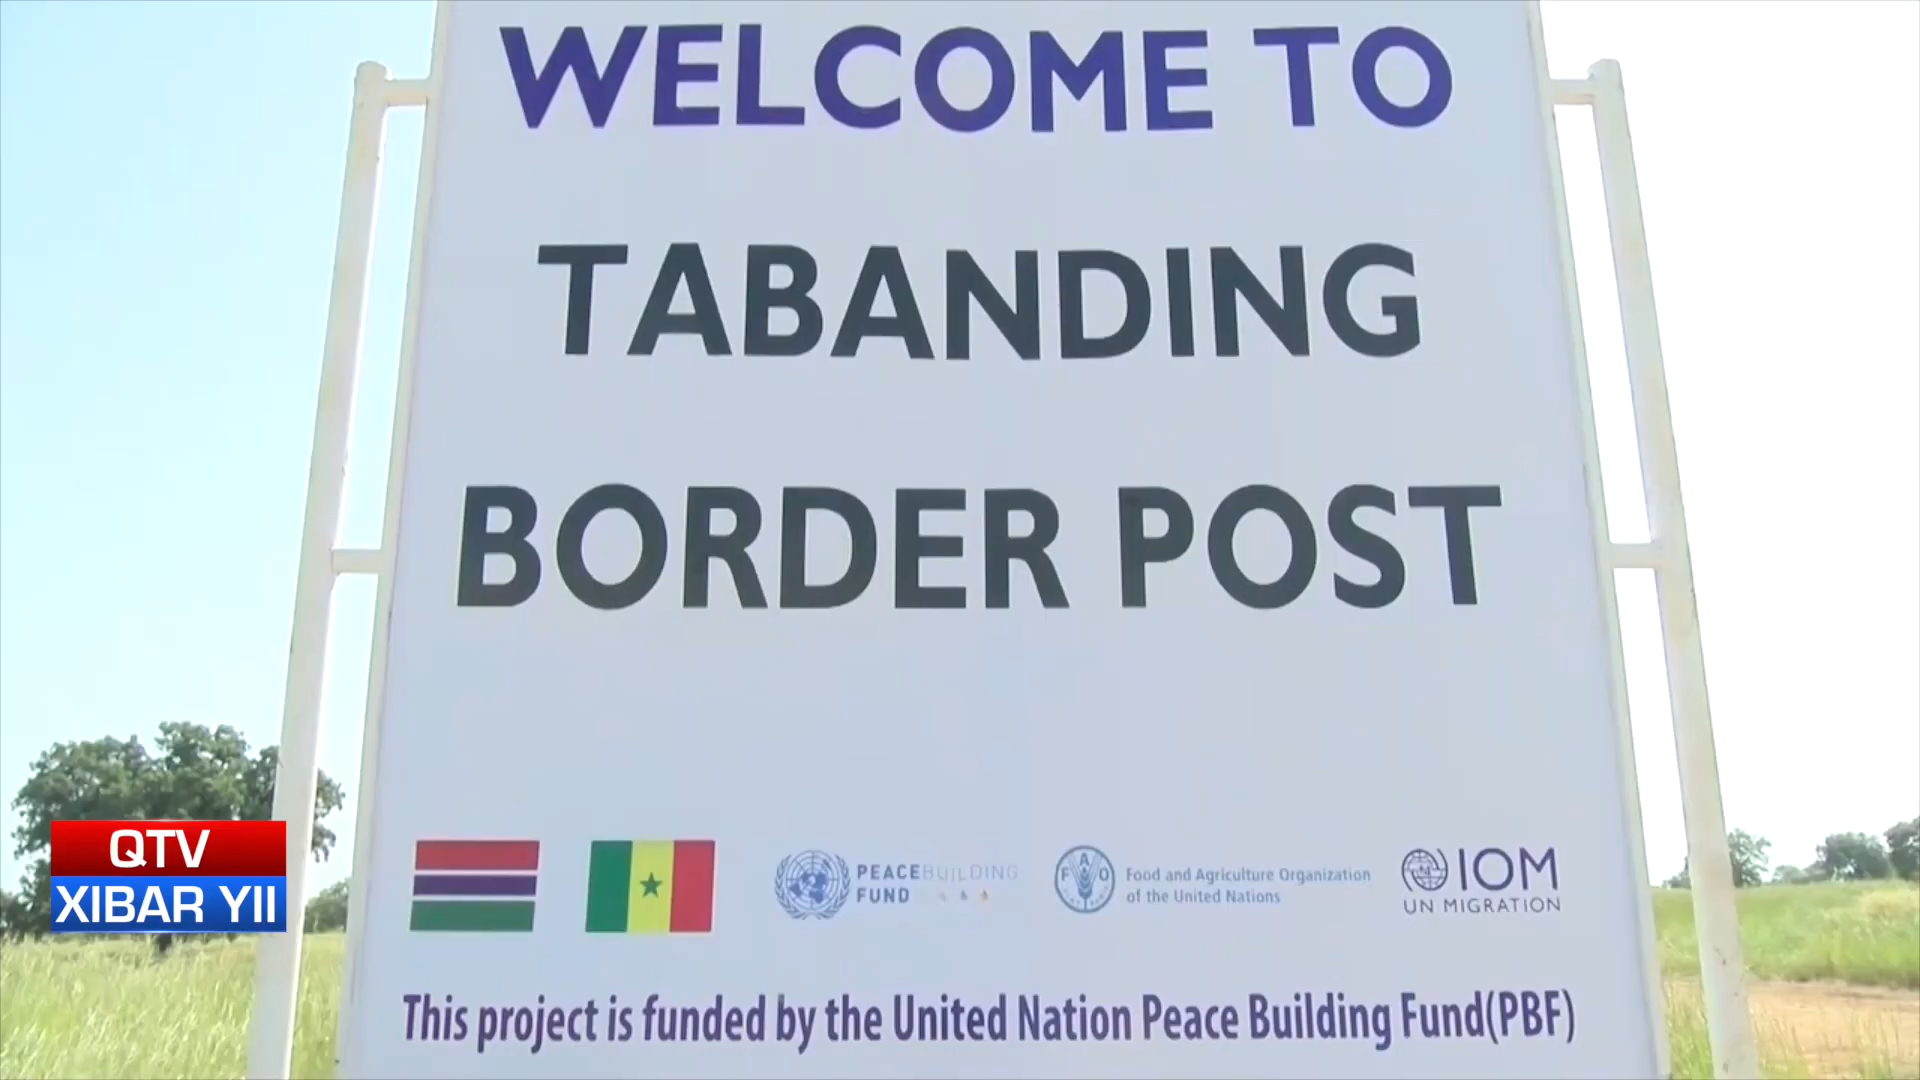 WELCOME TO
TABANDING
BORDER POST
PEACEBUILDING
FUND
FAO
Food and Agriculture Organization
of the United Nations
IOM
UN MIGRATION
This project is funded by the United Nation Peace Building Fund(PBF)
QTV
XIBAR YII